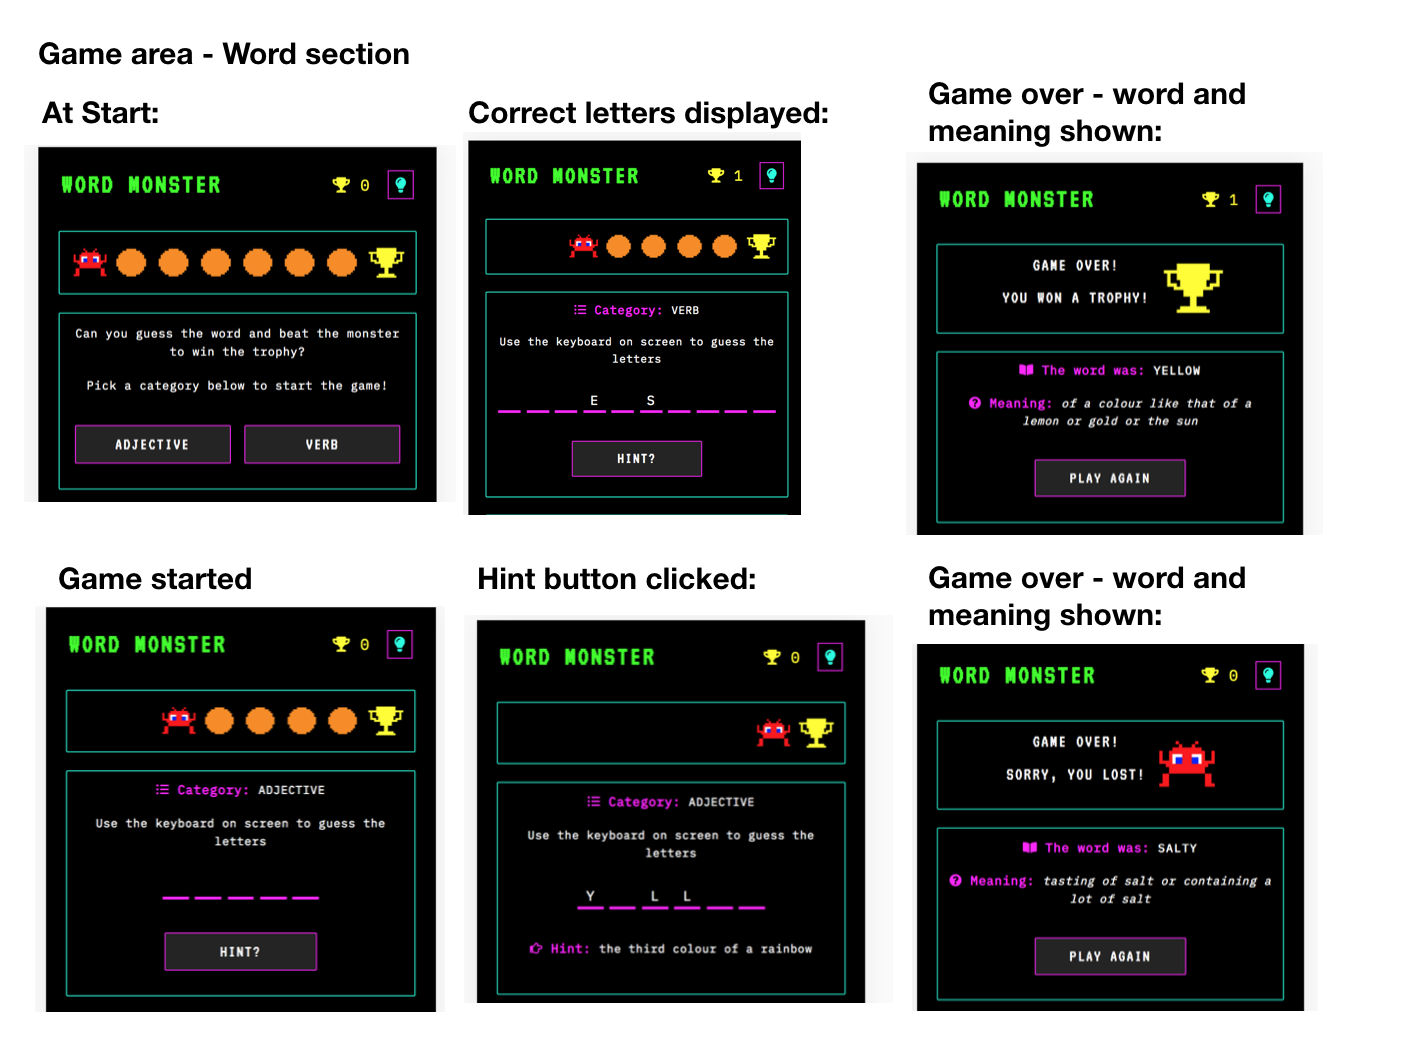 Game area - Word section
At Start:
WORD MONSTER
0
Can you guess the word and beat the monster
to win the trophy?
Pick a category below to start the game!
ADJECTIVE
VERB
Correct letters displayed:
WORD MONSTER
1
Category: VERB
Use the keyboard on screen to guess the
letters
E S
HINT?
Game over - word and
meaning shown:
WORD MONSTER
1
GAME OVER!
YOU WON A TROPHY!
The word was: YELLOW
Meaning: of a colour like that of a
lemon or gold or the sun
PLAY AGAIN
Game started
WORD MONSTER
0
Category: ADJECTIVE
Use the keyboard on screen to guess the
letters
HINT?
Hint button clicked:
WORD MONSTER
0
Category: ADJECTIVE
Use the keyboard on screen to guess the
letters
Y L L
Hint: the third colour of a rainbow
Game over - word and
meaning shown:
WORD MONSTER
0
GAME OVER!
SORRY, YOU LOST!
The word was: SALTY
Meaning: tasting of salt or containing a
lot of salt
PLAY AGAIN